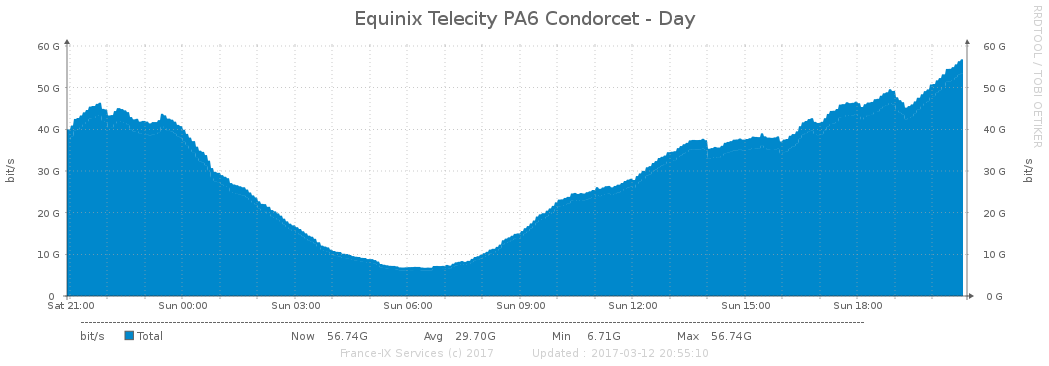 Equinix Telecity PA6 Condorcet - Day
RRDTOOL / TOBI OETIKER
60 G 60 G
50 G 50 G
40 G 40 G
30 G 30 G
20 G 20 G
10 G 10 G
0 0 G
bit/s
bit/s
Sat 21:00 Sun 00:00 Sun 03:00 Sun 06:00 Sun 09:00 Sun 12:00 Sun 15:00 Sun 18:00
bit/s Total Now 56.74G Avg 29.70G Min 6.71G Max 56.74G
France-IX Services (c) 2017 Updated : 2017-03-12 20:55:10